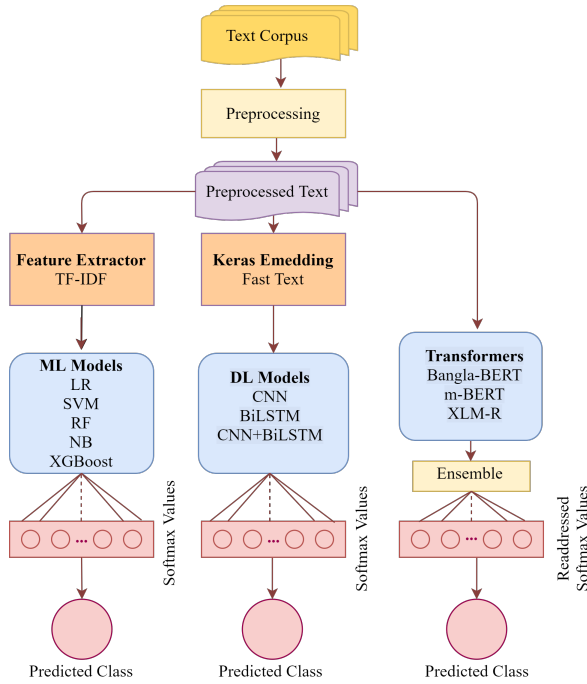 Text Corpus
Preprocessing
Preprocessed Text
Feature Extractor
TF-IDF
Keras Emedding
Fast Text
ML Models
LR
SVM
RF
NB
XGBoost
DL Models
CNN
BiLSTM
CNN+BiLSTM
Transformers
Bangla-BERT
m-BERT
XLM-R
Ensemble
...
Softmax Values
...
Softmax Values
...
Readdressed
Softmax Values
Predicted Class
Predicted Class
Predicted Class